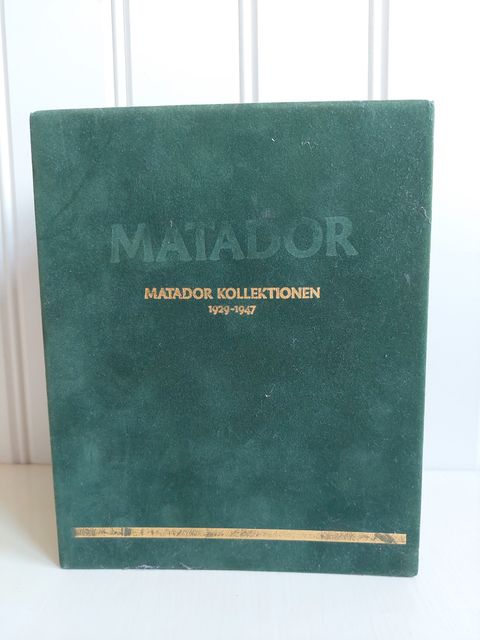 MATADOR
MATADOR KOLLEKTIONEN
1929-1947